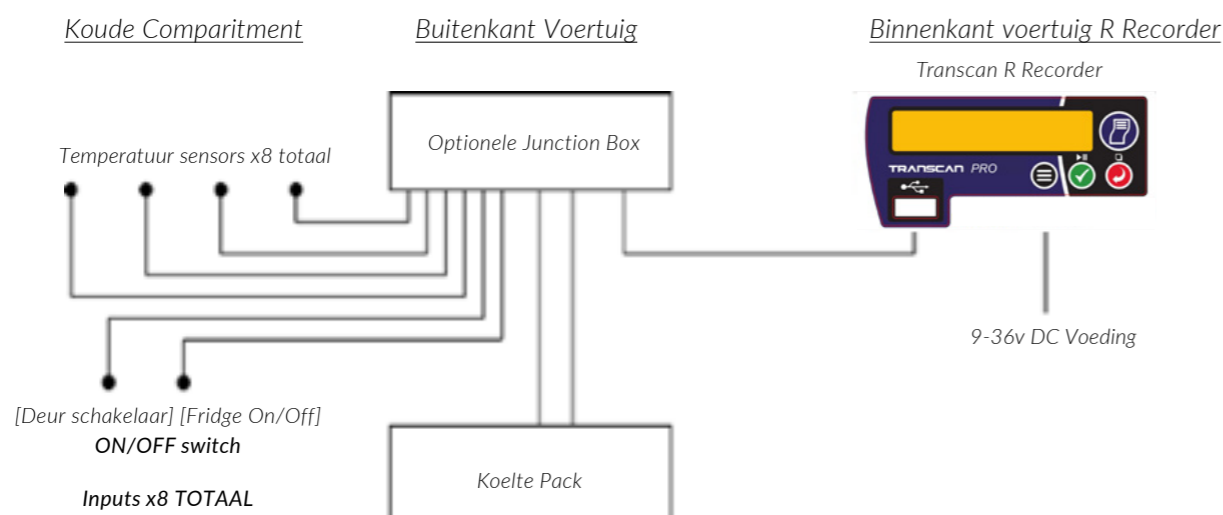 Koude Comparitment
Buitenkant Voertuig
Binnenkant voertuig R Recorder
Transcan R Recorder
Optionele Junction Box
Temperatuur sensors x8 totaal
TRANSCAN PRO
9-36v DC Voeding
[Deur schakelaar] [Fridge On/Off]
ON/OFF switch
Inputs x8 TOTAAL
Koelte Pack